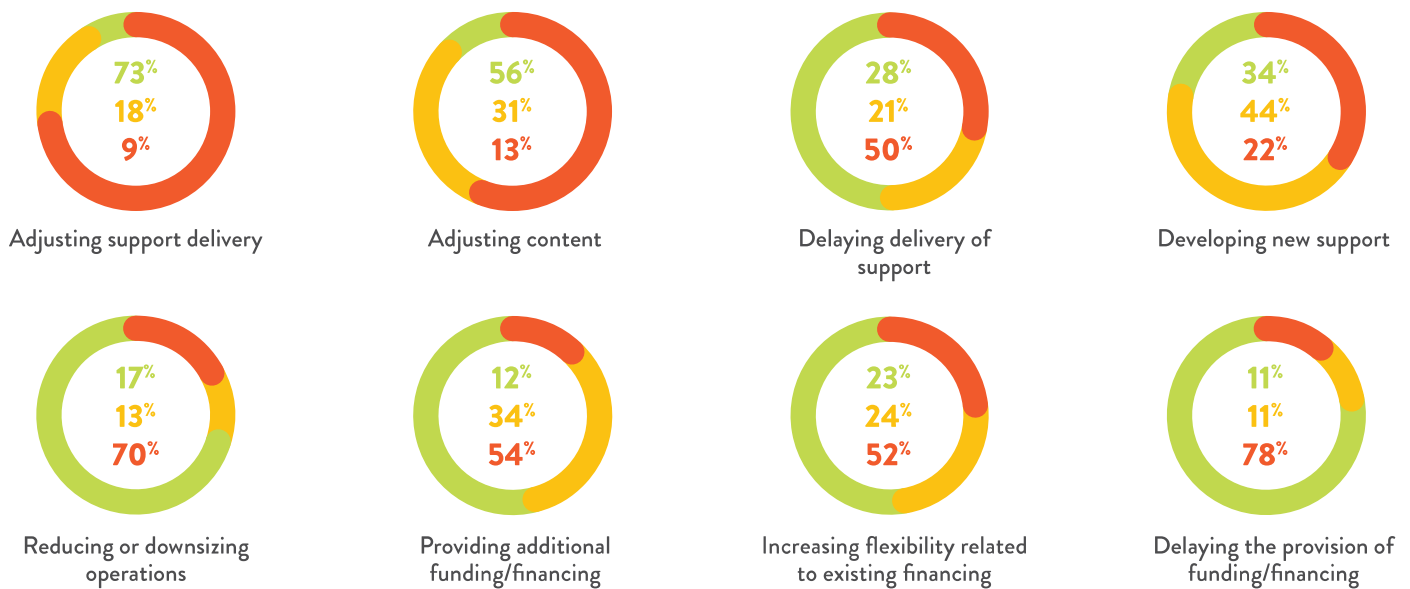 73%
18%
9%
Adjusting support delivery
56%
31%
13%
Adjusting content
28%
21%
50%
Delaying delivery of
support
34%
44%
22%
Developing new support
17%
13%
70%
Reducing or downsizing
operations
12%
34%
54%
Providing additional
funding/financing
23%
24%
52%
Increasing flexibility related
to existing financing
11%
11%
78%
Delaying the provision of
funding/financing